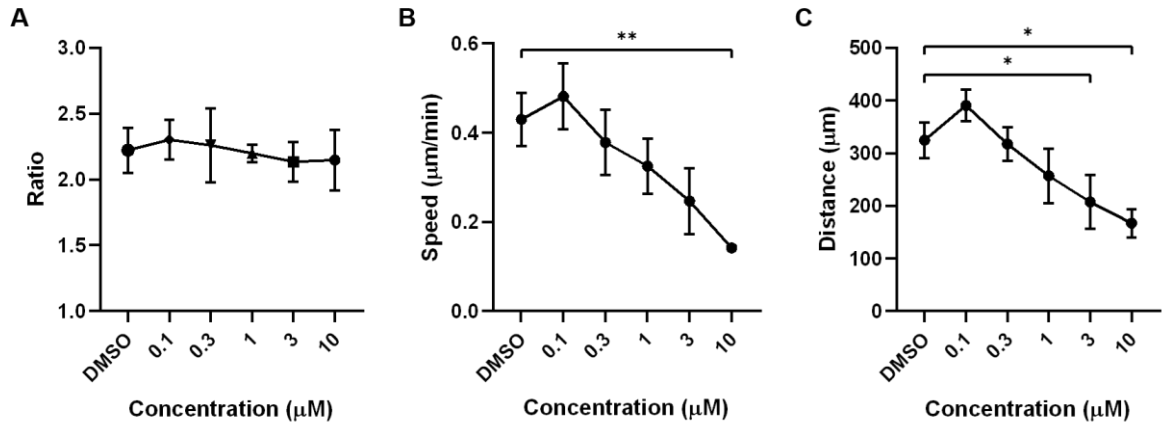 A
3.0
2.5
2.0
1.5
1.0
Ratio
DMSO
0.1
0.3
1
3
10
Concentration (μM)
B
**
0.6
0.4
0.2
0.0
Speed (μm/min)
DMSO
0.1
0.3
1
3
10
Concentration (μM)
C
*
*
500
400
300
200
100
0
Distance (μm)
DMSO
0.1
0.3
1
3
10
Concentration (μM)